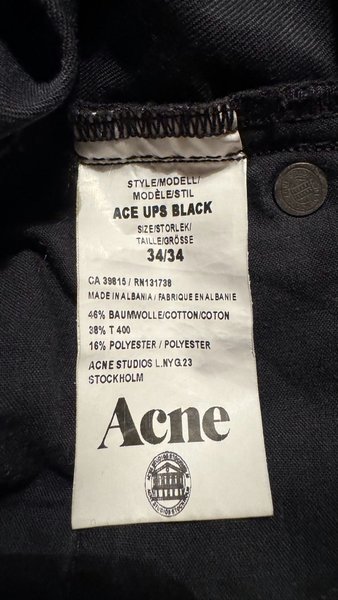 STYLE/MODELL/
MODÈLE/STIL
ACE UPS BLACK
SIZE/STORLEK/
TAILLE/GRÖSSE
34/34
CA 39815 / RN131738
MADE IN ALBANIA / FABRIQUE EN ALBANIE
46% BAUMWOLLE/COTTON/COTON
38% T 400
16% POLYESTER / POLYESTER
ACNE STUDIOS L.NYG.23
STOCKHOLM
Acne